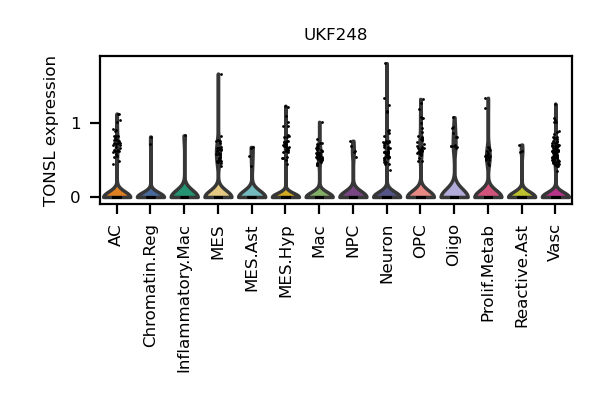 UKF248
TONSL expression
1
0
AC
Chromatin.Reg
Inflammatory.Mac
MES
MES.Ast
MES.Hyp
Mac
NPC
Neuron
OPC
Oligo
Prolif.Metab
Reactive.Ast
Vasc